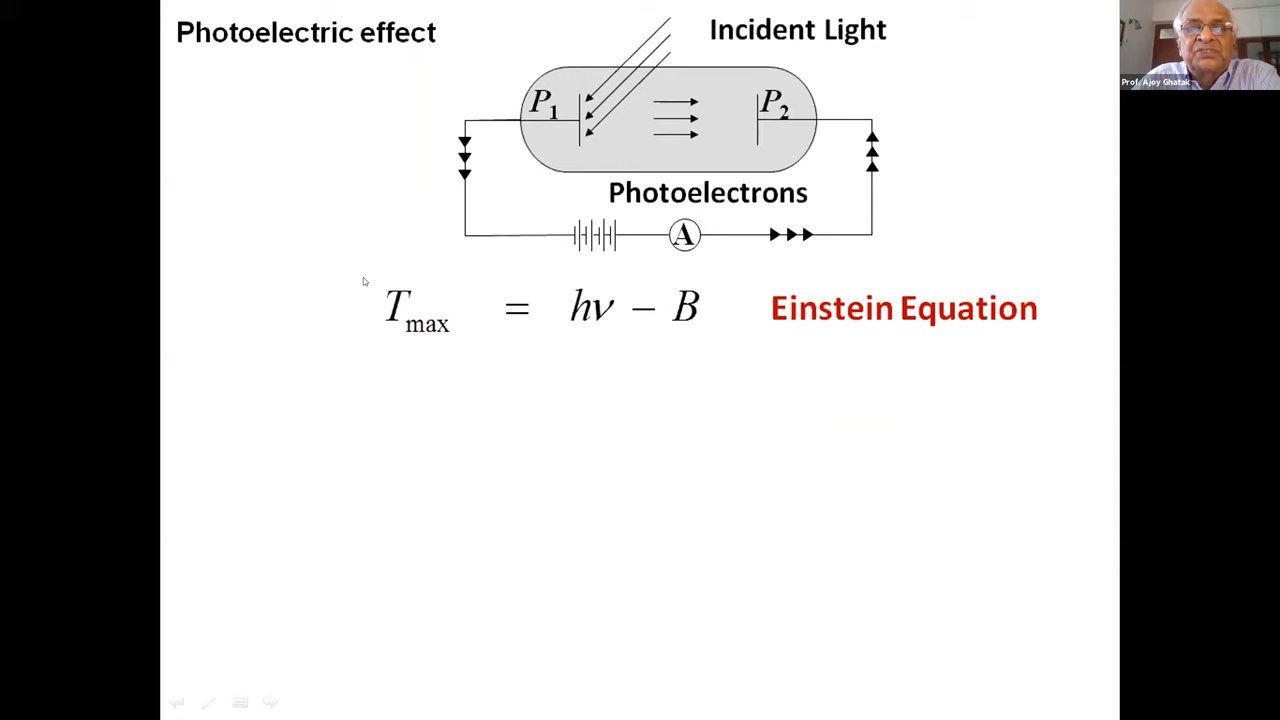 Photoelectric effect
Incident Light
P1
P2
Photoelectrons
A
Tmax = hν − B
Einstein Equation
Prof. Ajoy Ghatak